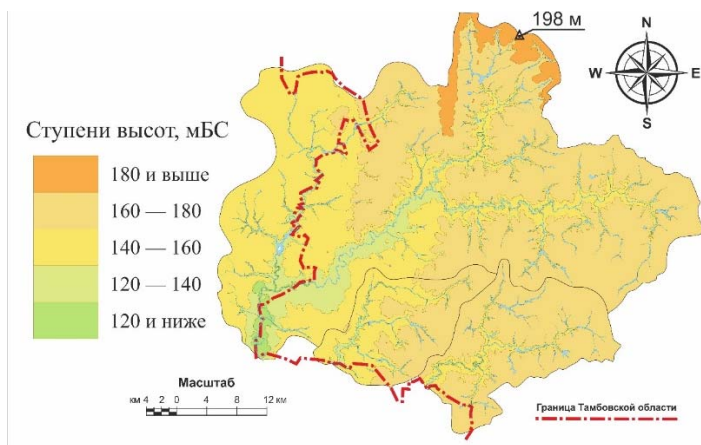 198 м
N
W E
S
Ступени высот, мБС
180 и выше
160 — 180
140 — 160
120 — 140
120 и ниже
Масштаб
км 4 2 0 4 8 12 км
Граница Тамбовской области